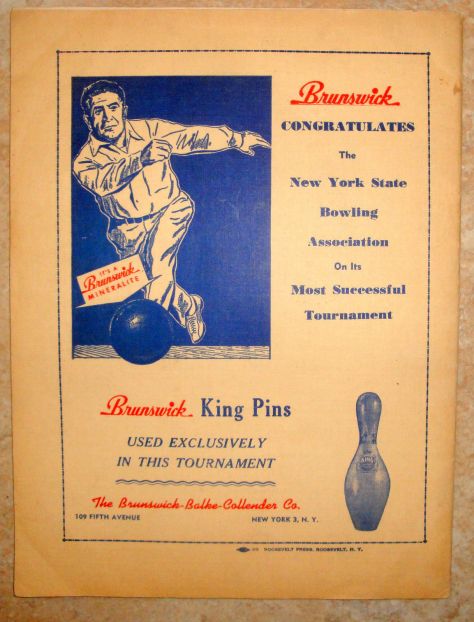 Brunswick
CONGRATULATES
The
New York State
Bowling
Association
On Its
Most Successful
Tournament
IT'S A
Brunswick
MINERALITE
Brunswick King Pins
USED EXCLUSIVELY
IN THIS TOURNAMENT
KING
The Brunswick-Balke-Collender Co.
109 FIFTH AVENUE NEW YORK 3, N. Y.
ROOSEVELT PRESS, ROOSEVELT, N. Y.